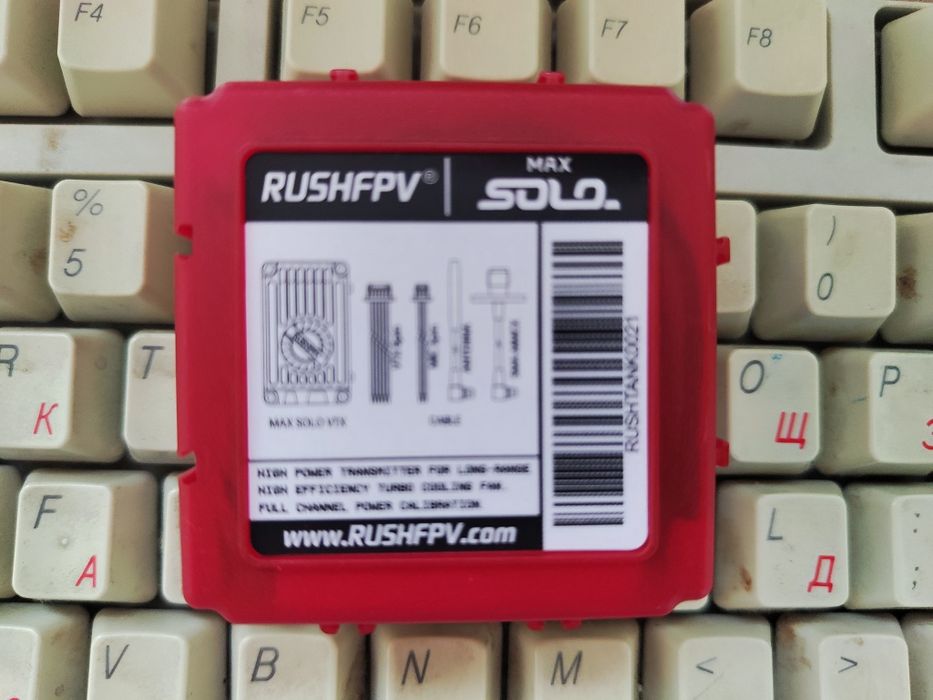 F4 F5 F6 F7 F8
RUSHFPV® MAX
SOLO
% 5 ) 0
MAX SOLO VTX CABLE
RUSHTANK0021
R К T O Щ P
HIGH POWER TRANSMITTER FOR LONG-RANGE
HIGH EFFICIENCY TURBO COOLING FAN.
FULL CHANNEL POWER CALIBRATION
www.RUSHFPV.com
F А L Д : ;
V B N M < >